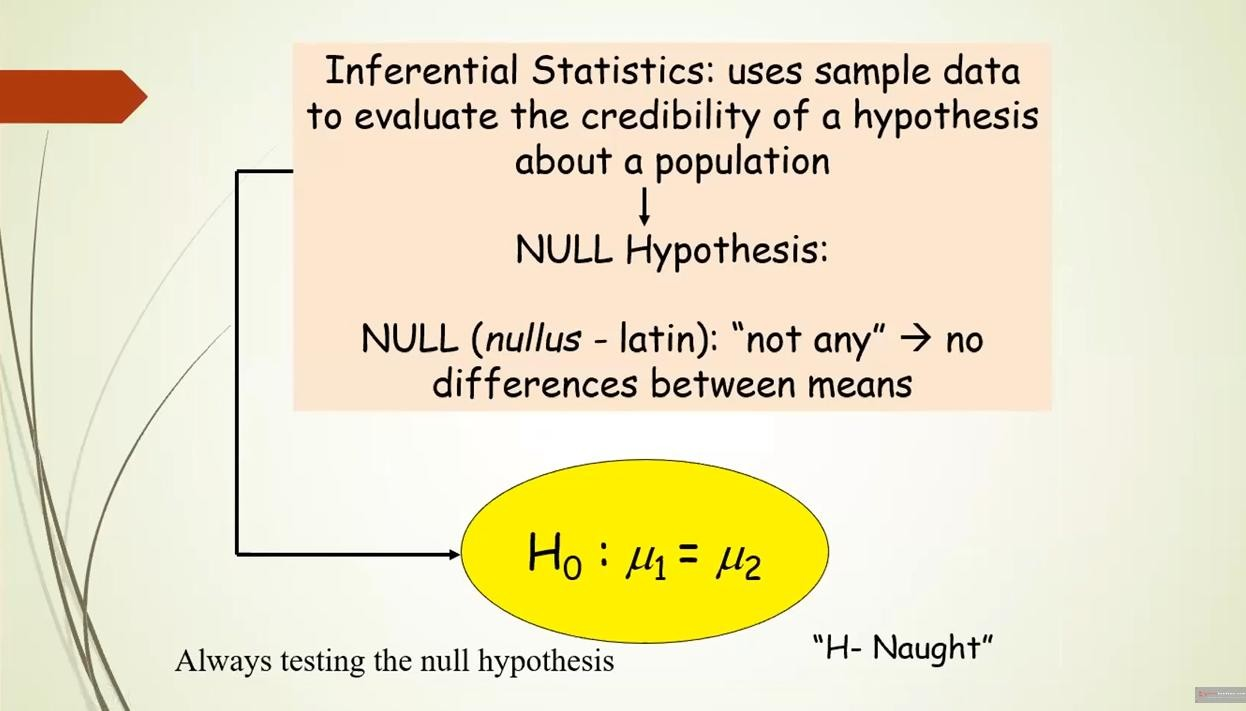 Inferential Statistics: uses sample data
to evaluate the credibility of a hypothesis
about a population
NULL Hypothesis:
NULL (nullus - latin): “not any” → no
differences between means
H₀ : μ₁ = μ₂
“H- Naught”
Always testing the null hypothesis